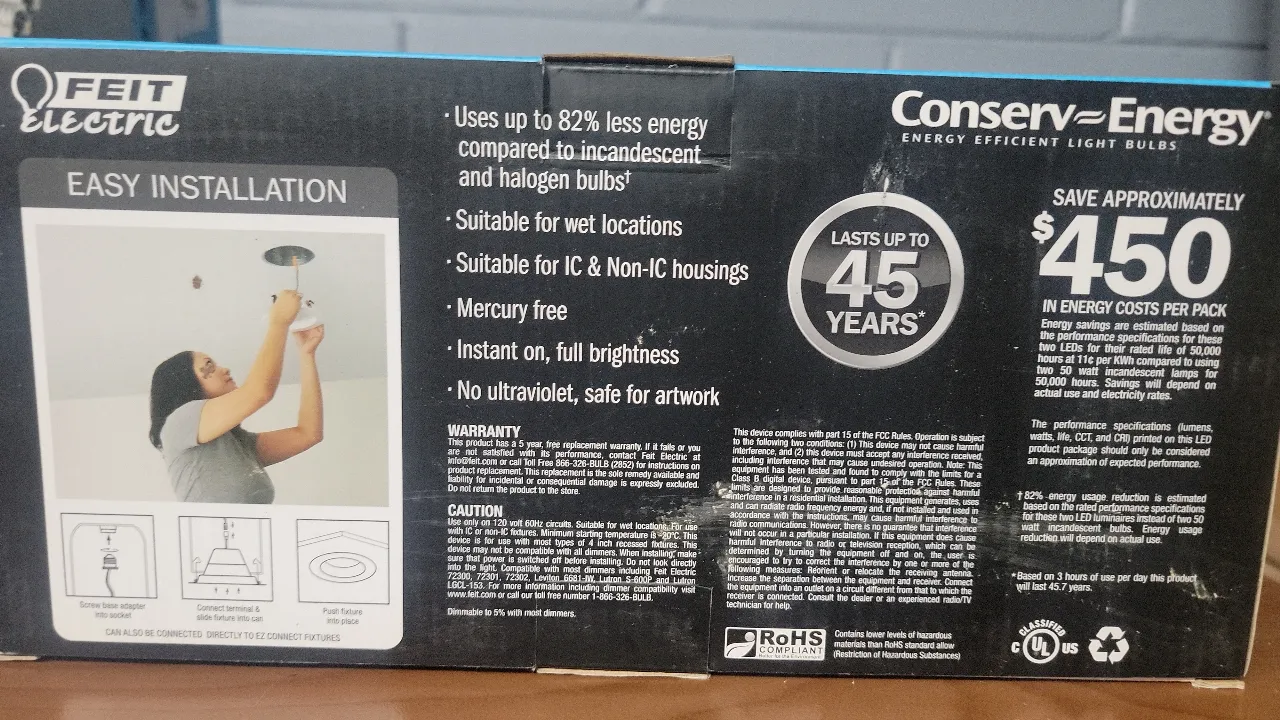 FEIT
ELECTRIC
EASY INSTALLATION
Screw base adapter
into socket
Connect terminal &
slide fixture into can
Push fixture
into place
CAN ALSO BE CONNECTED DIRECTLY TO EZ CONNECT FIXTURES
· Uses up to 82% less energy
compared to incandescent
and halogen bulbs†
· Suitable for wet locations
· Suitable for IC & Non-IC housings
· Mercury free
· Instant on, full brightness
· No ultraviolet, safe for artwork
WARRANTY
This product has a 5 year, free replacement warranty. If it fails or you
are not satisfied with its performance, contact Feit Electric at
info@feit.com or call Toll Free 866-326-BULB (2852) for instructions on
product replacement. This replacement is the sole remedy available and
liability for incidental or consequential damage is expressly excluded.
Do not return the product to the store.
CAUTION
Use only on 120 volt 60Hz circuits. Suitable for wet locations. For use
with IC or non-IC fixtures. Minimum starting temperature is -20°C. This
device is for use with most types of 4 inch recessed fixtures. This
device may not be compatible with all dimmers. When installing, make
sure that power is switched off before installing. Do not look directly
into the light. Compatible with most dimmers including Feit Electric
72300, 72301, 72302, Leviton 6681-IW, Lutron S-600P and Lutron
LGCL-153. For more information including dimmer compatibility visit
www.feit.com or call our toll free number 1-866-326-BULB.
Dimmable to 5% with most dimmers.
Conserv≈Energy®
ENERGY EFFICIENT LIGHT BULBS
LASTS UP TO
45
YEARS*
SAVE APPROXIMATELY
$450
IN ENERGY COSTS PER PACK
Energy savings are estimated based on
the performance specifications for these
two LEDs for their rated life of 50,000
hours at 11¢ per KWh compared to using
two 50 watt incandescent lamps for
50,000 hours. Savings will depend on
actual use and electricity rates.
The performance specifications (lumens,
watts, life, CCT, and CRI) printed on this LED
product package should only be considered
an approximation of expected performance.
† 82% energy usage reduction is estimated
based on the rated performance specifications
for these two LED luminaires instead of two 50
watt incandescent bulbs. Energy usage
reduction will depend on actual use.
*Based on 3 hours of use per day this product
will last 45.7 years.
This device complies with part 15 of the FCC Rules. Operation is subject
to the following two conditions: (1) This device may not cause harmful
interference, and (2) this device must accept any interference received,
including interference that may cause undesired operation. Note: This
equipment has been tested and found to comply with the limits for a
Class B digital device, pursuant to part 15 of the FCC Rules. These
limits are designed to provide reasonable protection against harmful
interference in a residential installation. This equipment generates, uses
and can radiate radio frequency energy and, if not installed and used in
accordance with the instructions, may cause harmful interference to
radio communications. However, there is no guarantee that interference
will not occur in a particular installation. If this equipment does cause
harmful interference to radio or television reception, which can be
determined by turning the equipment off and on, the user is
encouraged to try to correct the interference by one or more of the
following measures: Reorient or relocate the receiving antenna.
Increase the separation between the equipment and receiver. Connect
the equipment into an outlet on a circuit different from that to which the
receiver is connected. Consult the dealer or an experienced radio/TV
technician for help.
RoHS
COMPLIANT
Contains lower levels of hazardous
materials than RoHS standard allow
(Restriction of Hazardous Substances)
CLASSIFIED
C UL US